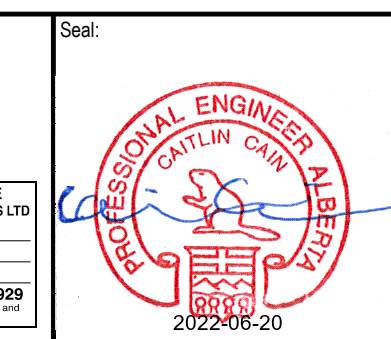 Seal:
PROFESSIONAL ENGINEER ALBERTA
CAITLIN CAIN
2022-06-20
E
S LTD
929
and